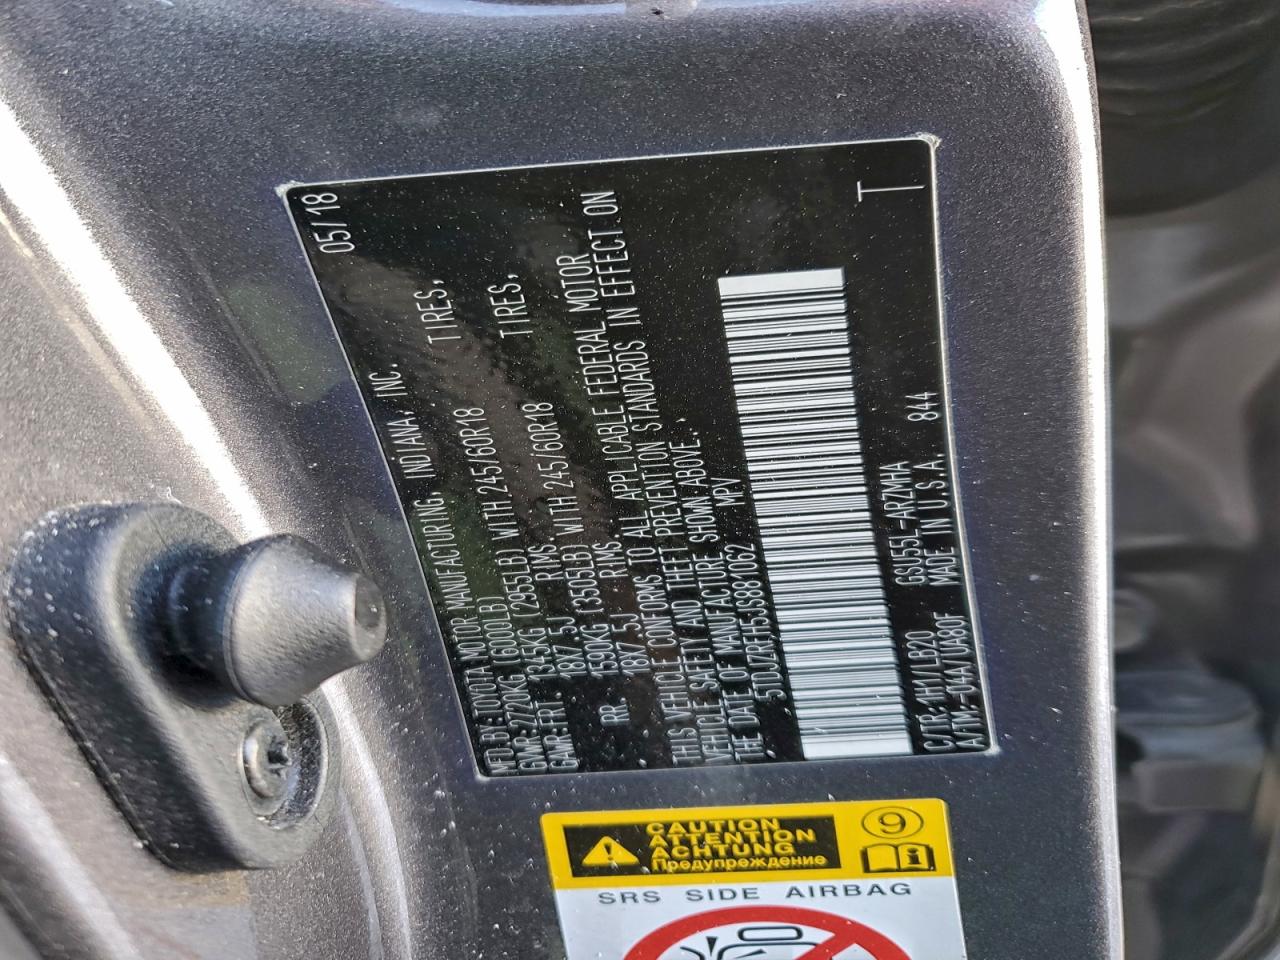 MFD BY: TOYOTA MOTOR MANUFACTURING, INDIANA, INC. 05/18
GVWR: 2720KG (6000LB)
GAWR: FRT. 1345KG (2955LB) WITH 245/60R18 TIRES,
18X7.5J RIMS,
RR. 1590KG (3505LB) WITH 245/60R18 TIRES,
18X7.5J RIMS.
THIS VEHICLE CONFORMS TO ALL APPLICABLE FEDERAL MOTOR
VEHICLE SAFETY AND THEFT PREVENTION STANDARDS IN EFFECT ON
THE DATE OF MANUFACTURE SHOWN ABOVE.
5TDJZRFH5JS881062 MPV
T
C/TR: 1H1/LB20 GSU55L-ARZMHA 844
A/TM: -04A/UA80F MADE IN U.S.A.
CAUTION
ATTENTION
ACHTUNG
Предупреждение
9
i
SRS SIDE AIRBAG